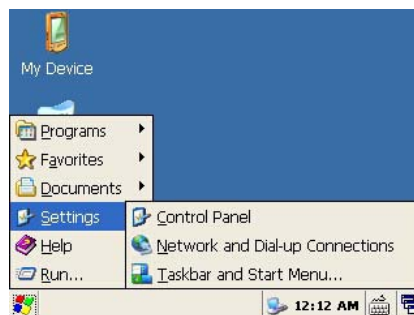 My Device
Programs
Favorites
Documents
Settings
Help
Run...
Control Panel
Network and Dial-up Connections
Taskbar and Start Menu...
12:12 AM